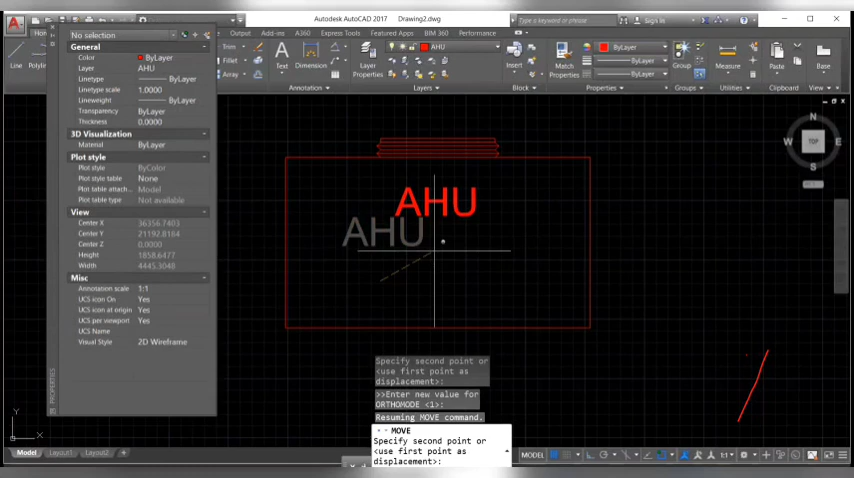 Autodesk AutoCAD 2017 Drawing2.dwg
Type a keyword or phrase
Sign In
Output
Add-ins
A360
Express Tools
Featured Apps
BIM 360
Performance
Line
Trim
Fillet
Array
Text
Dimension
Layer
Properties
AHU
Insert
Match
Properties
ByLayer
ByLayer
ByLayer
Group
Measure
Paste
Base
Annotation
Layers
Block
Properties
Groups
Utilities
Clipboard
View
No selection
General
Color ByLayer
Layer AHU
Linetype ByLayer
Linetype scale 1.0000
Lineweight ByLayer
Transparency ByLayer
Thickness 0.0000
3D Visualization
Material ByLayer
Plot style
Plot style ByColor
Plot style table None
Plot table attach... Model
Plot table type Not available
View
Center X 36356.7403
Center Y 21192.8164
Center Z 0.0000
Height 1858.6477
Width 4445.3048
Misc
Annotation scale 1:1
UCS icon On Yes
UCS icon at origin Yes
UCS per viewport Yes
UCS Name
Visual Style 2D Wireframe
PROPERTIES
AHU
AHU
N
W TOP E
S
Y
X
Specify second point or
<use first point as
displacement>:
>>Enter new value for
ORTHOMODE <1>:
Resuming MOVE command.
MOVE
Specify second point or
<use first point as
displacement>:
Model Layout1 Layout2 +
MODEL
1:1